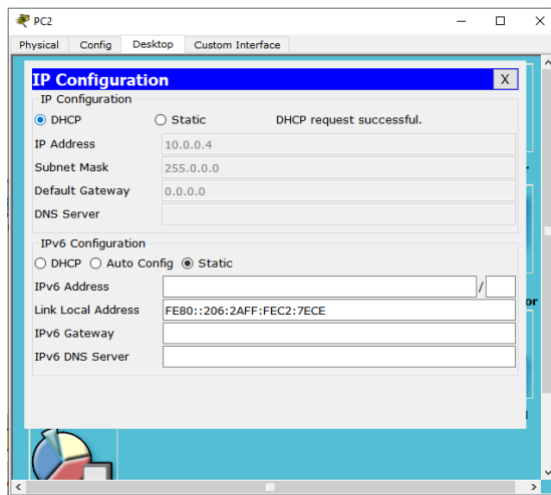 PC2
Physical Config Desktop Custom Interface
IP Configuration X
IP Configuration
DHCP Static DHCP request successful.
IP Address 10.0.0.4
Subnet Mask 255.0.0.0
Default Gateway 0.0.0.0
DNS Server
IPv6 Configuration
DHCP Auto Config Static
IPv6 Address /
Link Local Address FE80::206:2AFF:FEC2:7ECE
IPv6 Gateway
IPv6 DNS Server
or